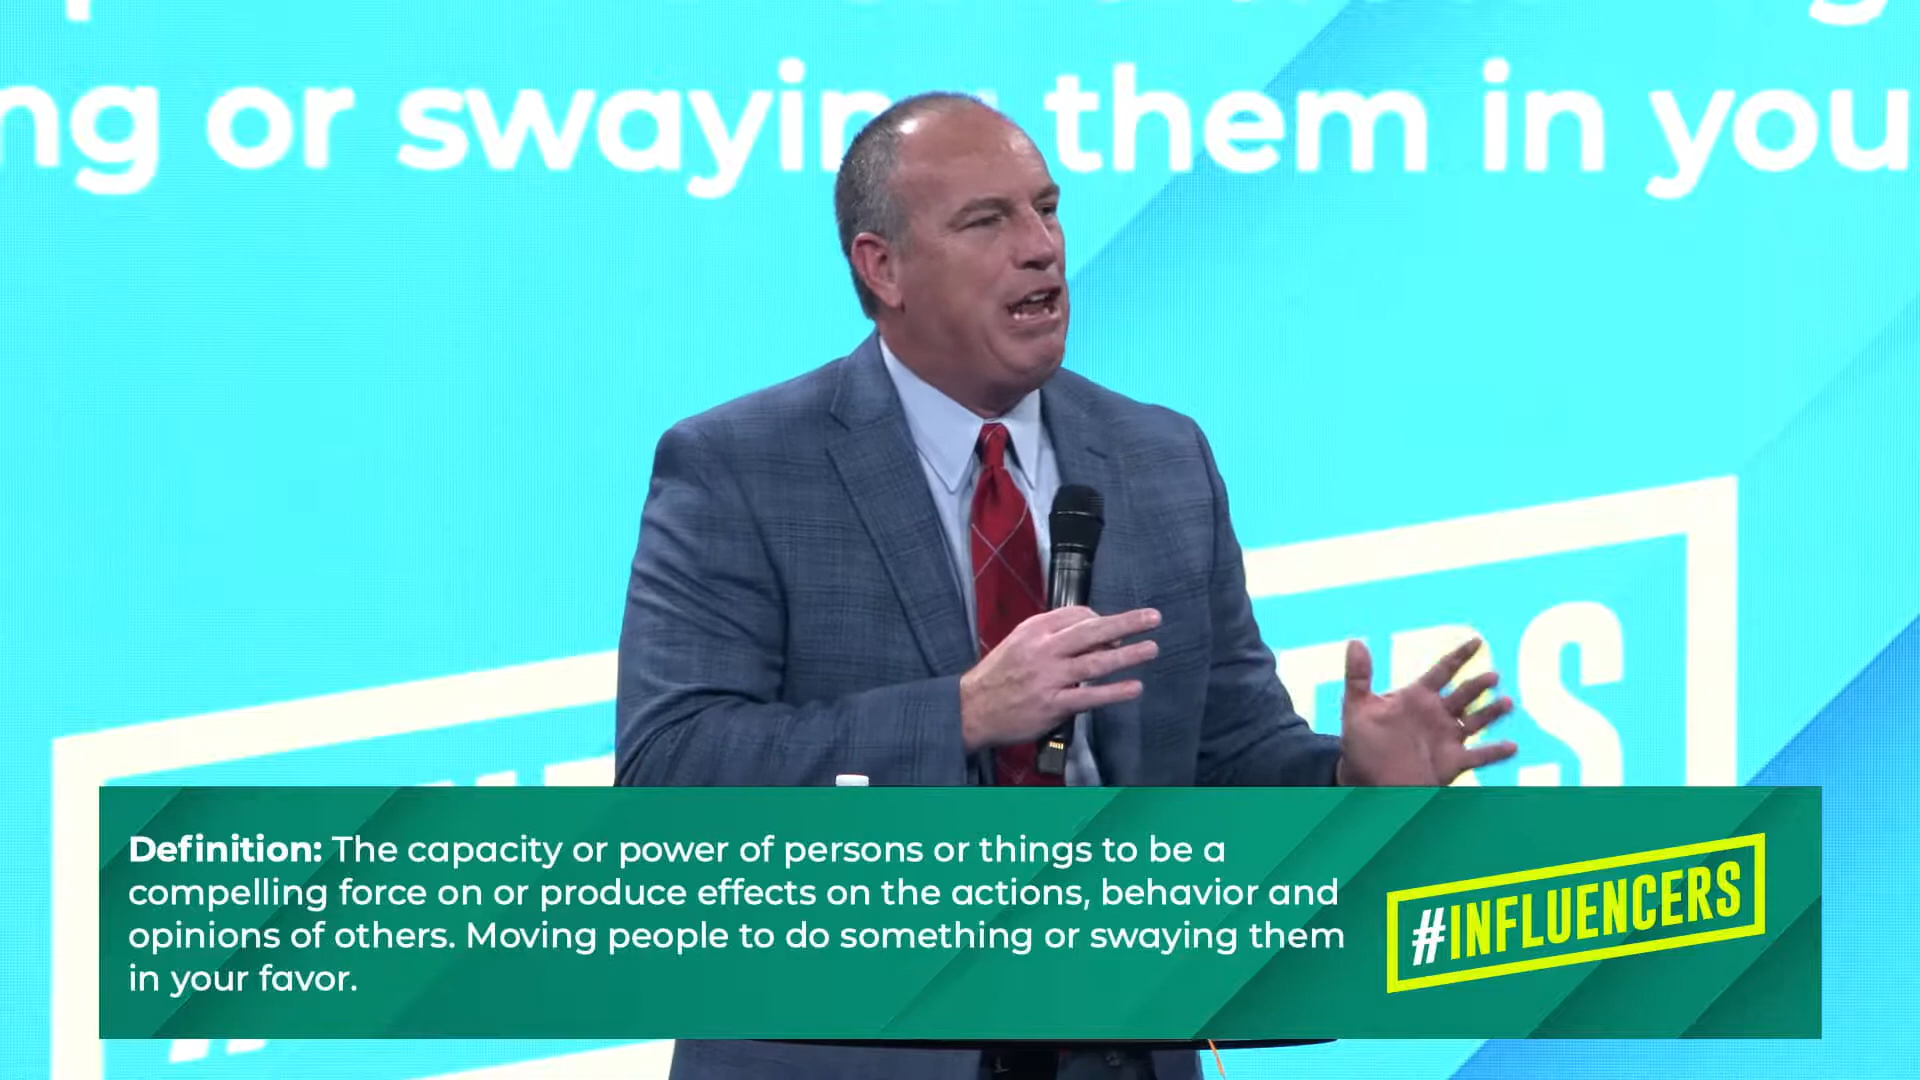 ng or swaying them in you
ERS
Definition: The capacity or power of persons or things to be a
compelling force on or produce effects on the actions, behavior and
opinions of others. Moving people to do something or swaying them
in your favor.
#INFLUENCERS